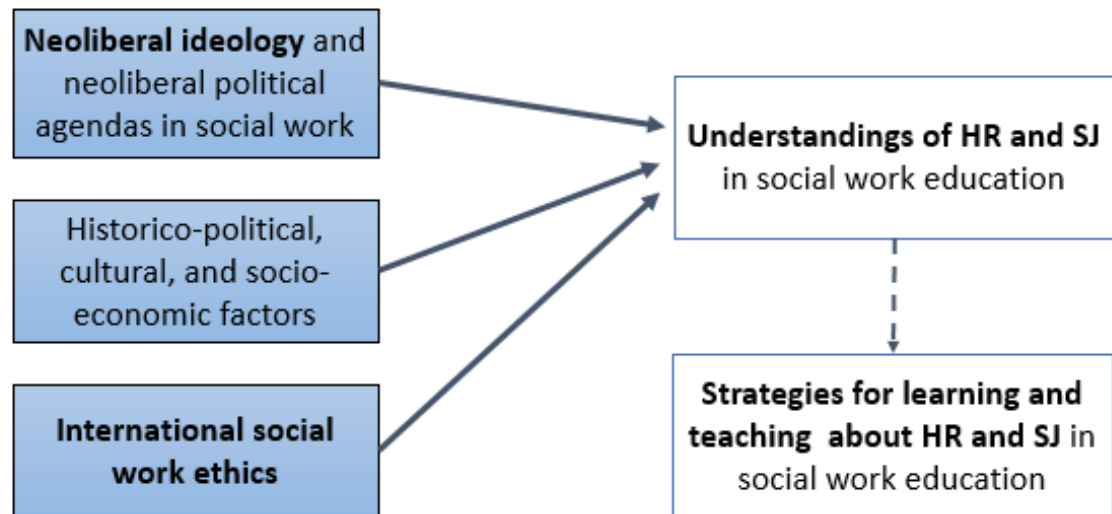 Neoliberal ideology and
neoliberal political
agendas in social work
Historico-political,
cultural, and socio-
economic factors
International social
work ethics
Understandings of HR and SJ
in social work education
Strategies for learning and
teaching about HR and SJ in
social work education